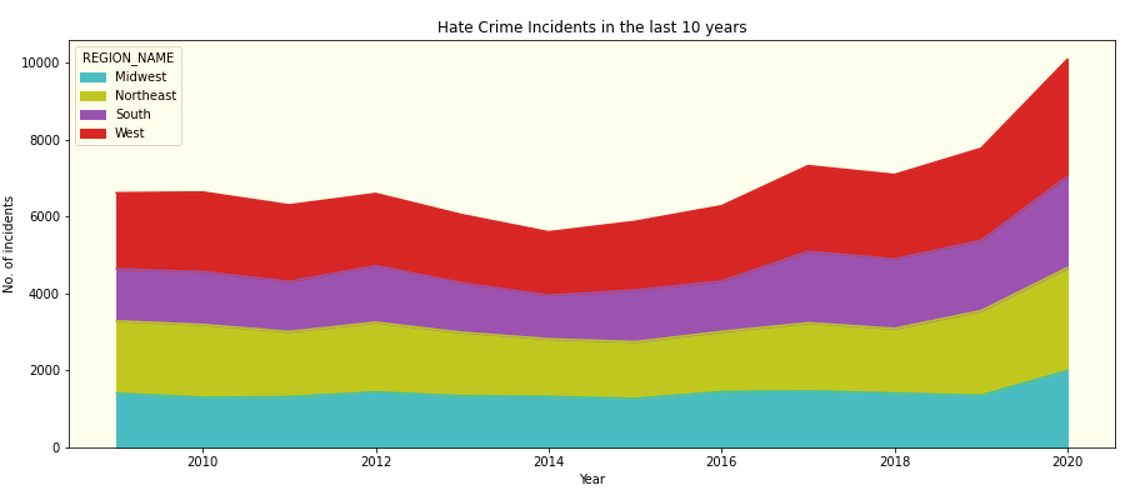 Hate Crime Incidents in the last 10 years
REGION_NAME
Midwest
Northeast
South
West
10000
8000
6000
4000
2000
0
No. of incidents
2010 2012 2014 2016 2018 2020
Year